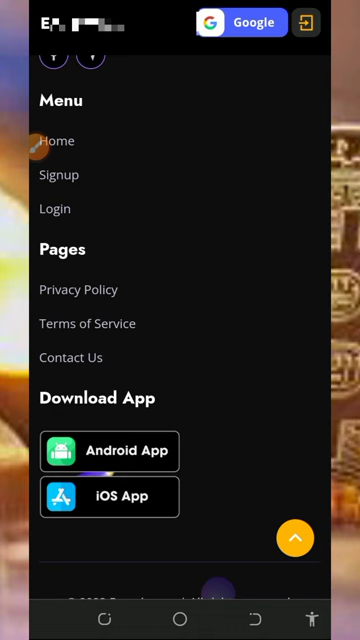 Google
Menu
Home
Signup
Login
Pages
Privacy Policy
Terms of Service
Contact Us
Download App
Android App
iOS App